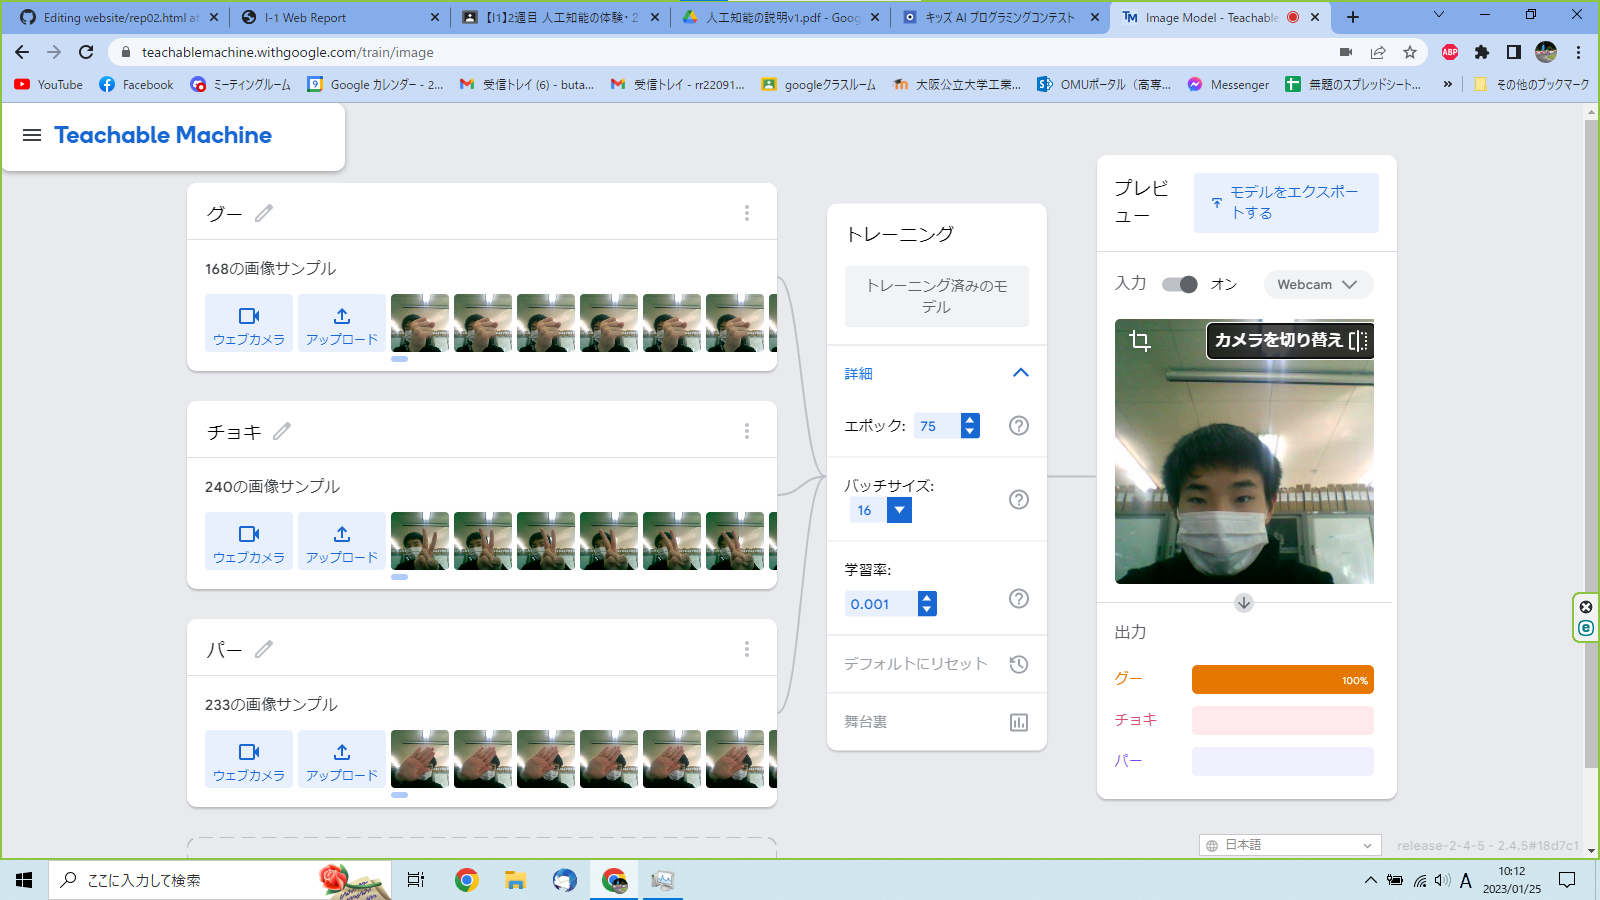 Editing website/rep02.html at
I-1 Web Report
【I1】2週目 人工知能の体験・2
人工知能の説明v1.pdf - Goog
キッズ AI プログラミングコンテスト
Image Model - Teachable
teachablemachine.withgoogle.com/train/image
ABP
YouTube
Facebook
ミーティングルーム
Google カレンダー - 2...
受信トレイ (6) - buta...
受信トレイ - rr22091...
googleクラスルーム
大阪公立大学工業...
OMUポータル（高専...
Messenger
無題のスプレッドシート...
»
その他のブックマーク
Teachable Machine
グー
168の画像サンプル
ウェブカメラ
アップロード
チョキ
240の画像サンプル
ウェブカメラ
アップロード
パー
233の画像サンプル
ウェブカメラ
アップロード
トレーニング
トレーニング済みのモ
デル
詳細
エポック: 75
バッチサイズ:
16
学習率:
0.001
デフォルトにリセット
舞台裏
プレビ
ュー
モデルをエクスポー
トする
入力 オン Webcam
カメラを切り替え
出力
グー 100%
チョキ
パー
日本語
release-2-4-5 - 2.4.5#18d7c1
ここに入力して検索
A
10:12
2023/01/25